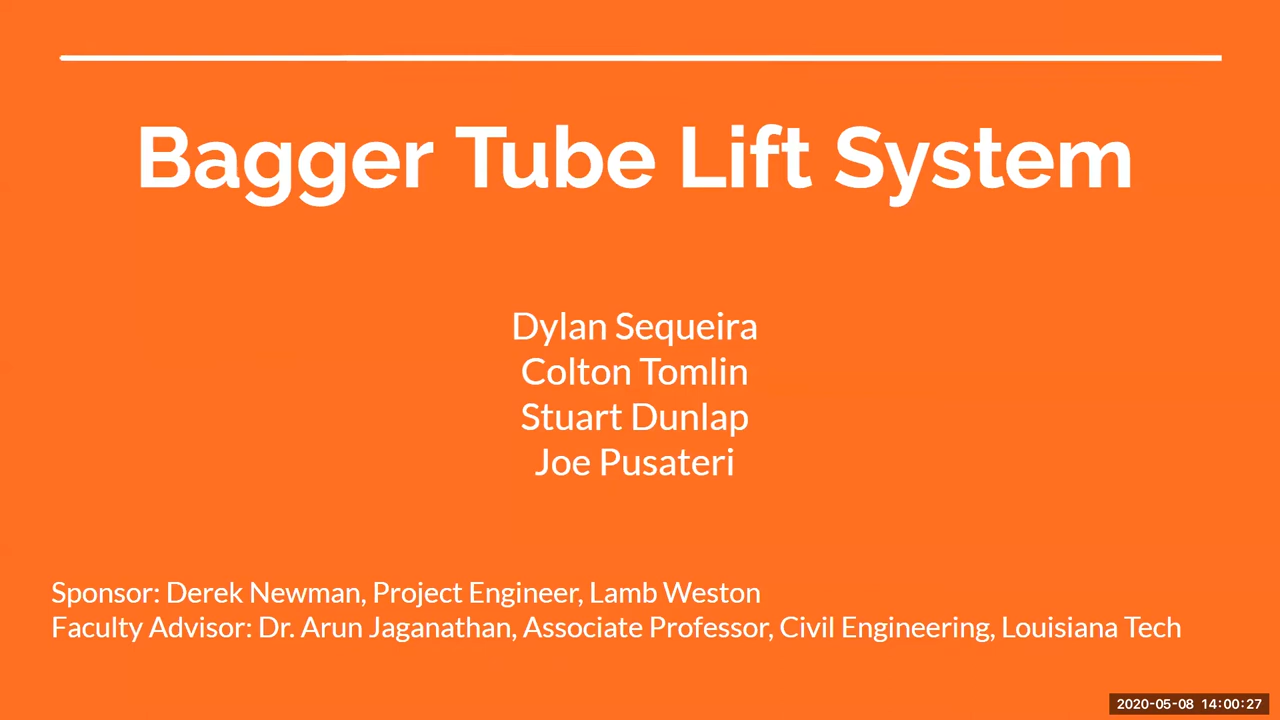 Bagger Tube Lift System
Dylan Sequeira
Colton Tomlin
Stuart Dunlap
Joe Pusateri
Sponsor: Derek Newman, Project Engineer, Lamb Weston
Faculty Advisor: Dr. Arun Jaganathan, Associate Professor, Civil Engineering, Louisiana Tech
2020-05-08 14:00:27